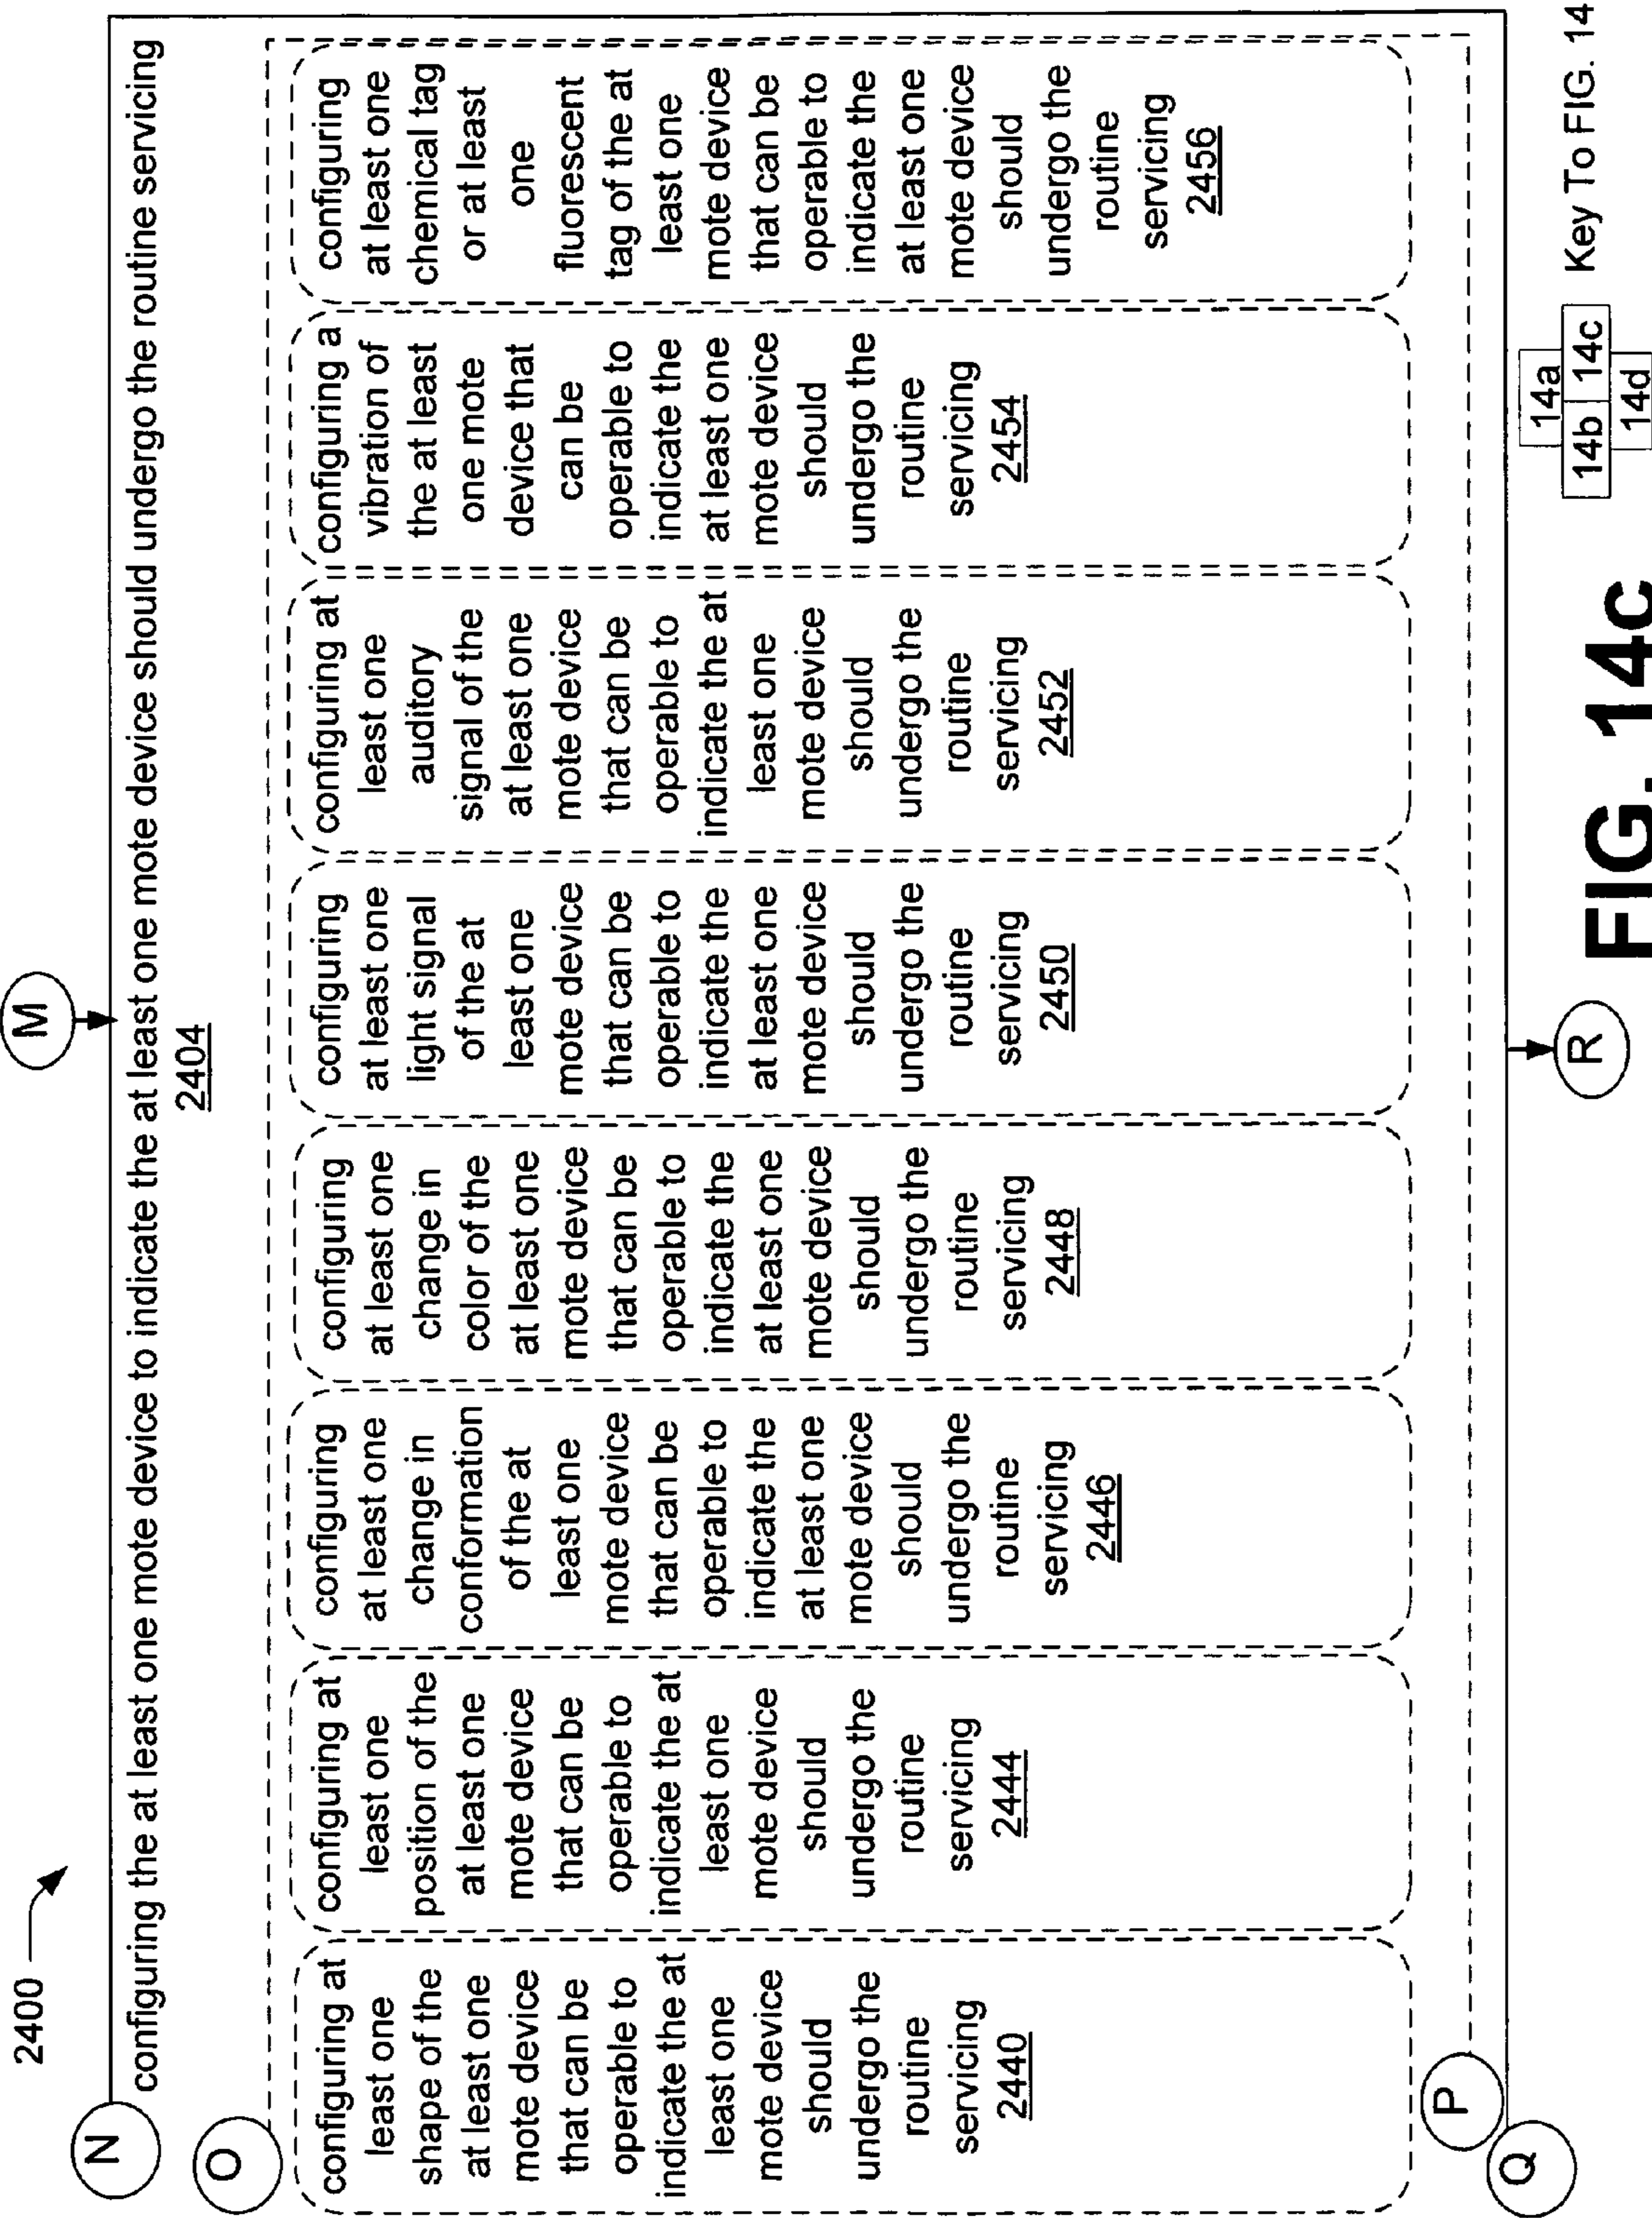 2400
M
N
configuring the at least one mote device to indicate the at least one mote device should undergo the routine servicing
2404
O
configuring at
least one
shape of the
at least one
mote device
that can be
operable to
indicate the at
least one
mote device
should
undergo the
routine
servicing
2440
configuring at
least one
position of the
at least one
mote device
that can be
operable to
indicate the at
least one
mote device
should
undergo the
routine
servicing
2444
configuring
at least one
change in
conformation
of the at
least one
mote device
that can be
operable to
indicate the
at least one
mote device
should
undergo the
routine
servicing
2446
configuring
at least one
change in
color of the
at least one
mote device
that can be
operable to
indicate the
at least one
mote device
should
undergo the
routine
servicing
2448
configuring
at least one
light signal
of the at
least one
mote device
that can be
operable to
indicate the
at least one
mote device
should
undergo the
routine
servicing
2450
configuring at
least one
auditory
signal of the
at least one
mote device
that can be
operable to
indicate the at
least one
mote device
should
undergo the
routine
servicing
2452
configuring a
vibration of
the at least
one mote
device that
can be
operable to
indicate the
at least one
mote device
should
undergo the
routine
servicing
2454
configuring
at least one
chemical tag
or at least
one
fluorescent
tag of the at
least one
mote device
that can be
operable to
indicate the
at least one
mote device
should
undergo the
routine
servicing
2456
P
Q
R
FIG. 14c
14a
14b 14c
14d
Key To FIG. 14